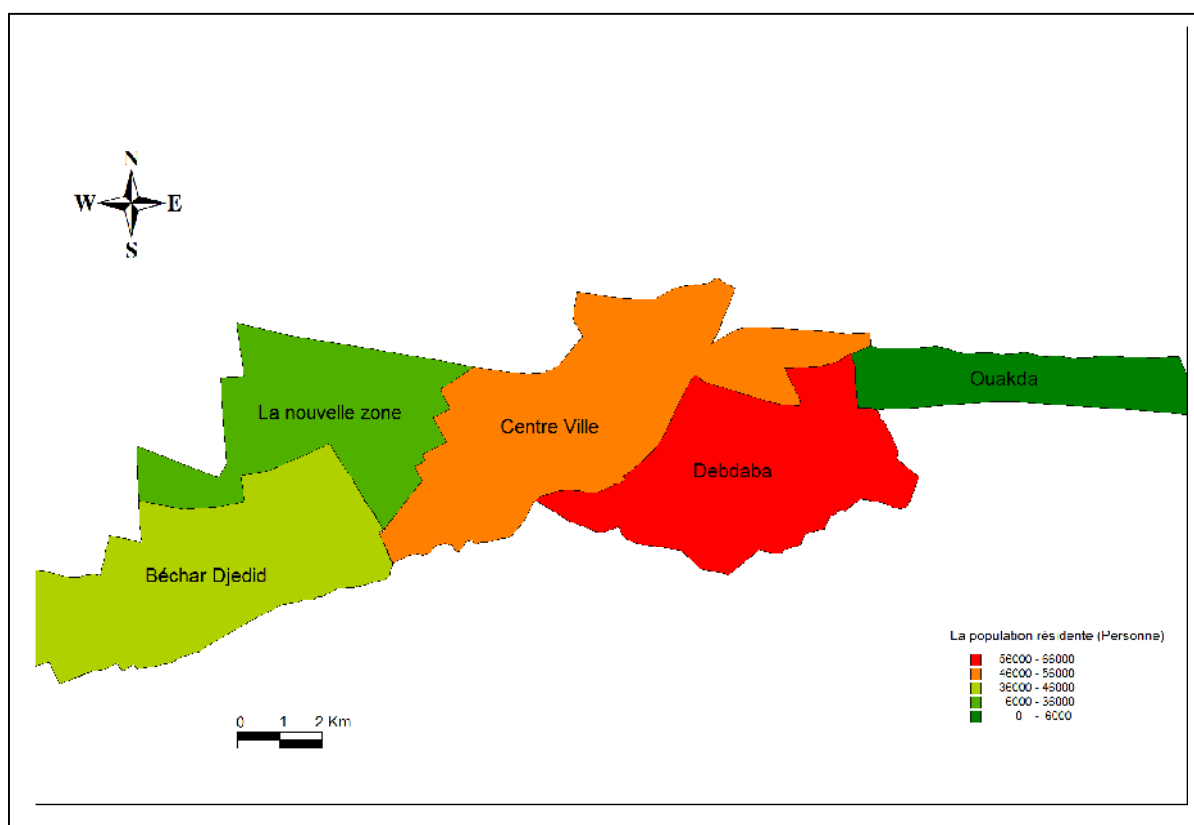 N
W E
S
La nouvelle zone
Centre Ville
Ouakda
Debdaba
Béchar Djedid
La population résidente (Personne)
56000 - 66000
46000 - 56000
36000 - 46000
6000 - 36000
0 - 6000
0 1 2 Km